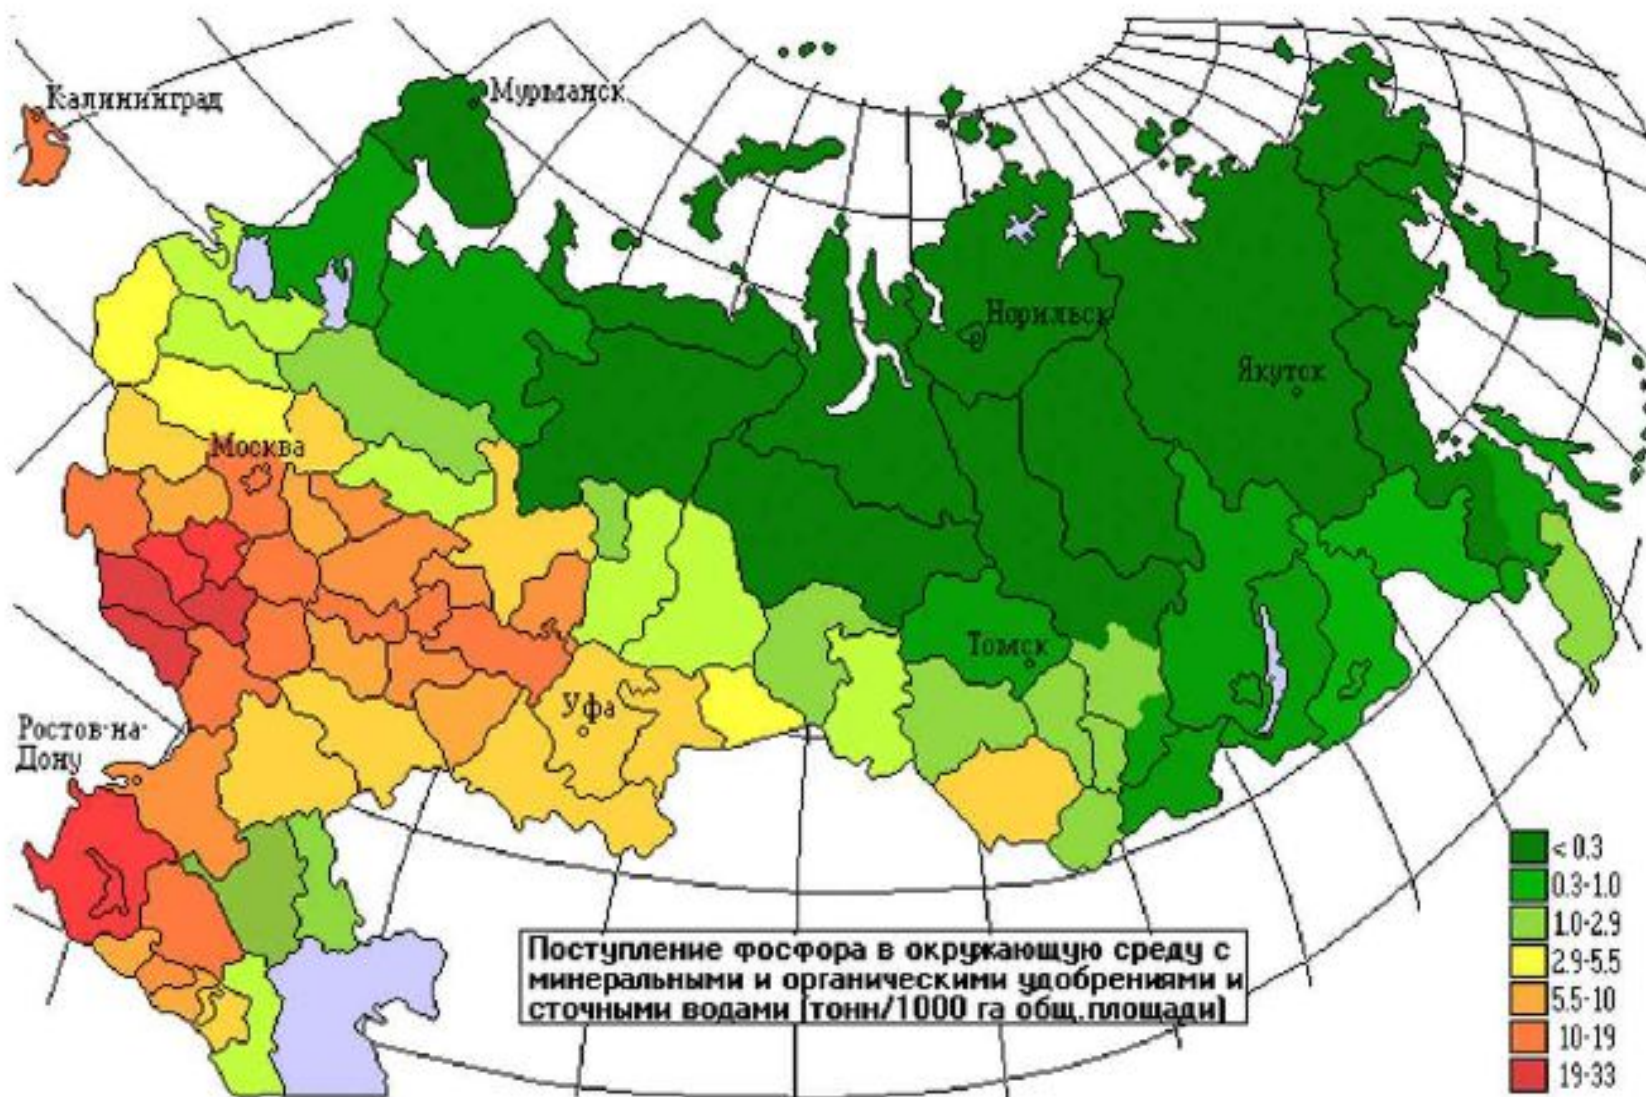 Калининград
Мурманск
Норильск
Якутск
Москва
Томск
Уфа
Ростов-на-
Дону
< 0.3
0.3-1.0
1.0-2.9
2.9-5.5
5.5-10
10-19
19-33
Поступление фосфора в окружающую среду с
минеральными и органическими удобрениями и
сточными водами (тонн/1000 га общ.площади)